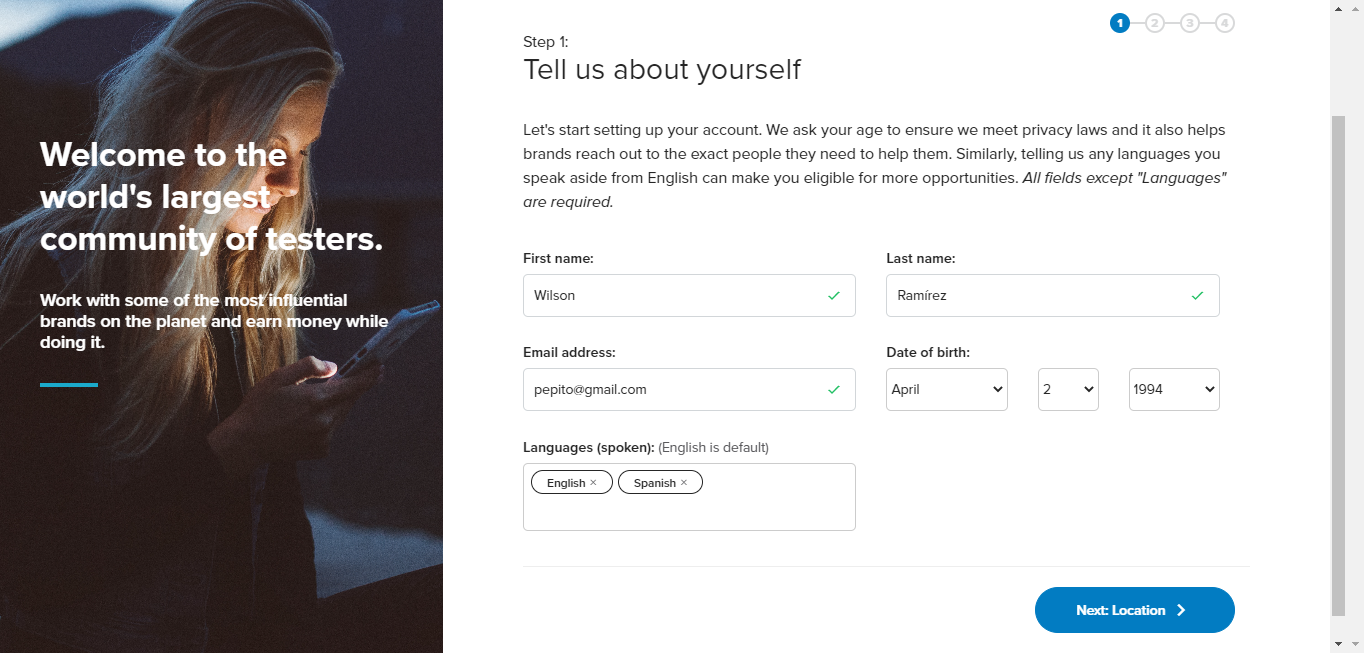 Welcome to the
world's largest
community of testers.
Work with some of the most influential
brands on the planet and earn money while
doing it.
1 2 3 4
Step 1:
Tell us about yourself
Let's start setting up your account. We ask your age to ensure we meet privacy laws and it also helps
brands reach out to the exact people they need to help them. Similarly, telling us any languages you
speak aside from English can make you eligible for more opportunities. All fields except "Languages"
are required.
First name: Last name:
Wilson Ramírez
Email address: Date of birth:
pepito@gmail.com April 2 1994
Languages (spoken): (English is default)
English × Spanish ×
Next: Location